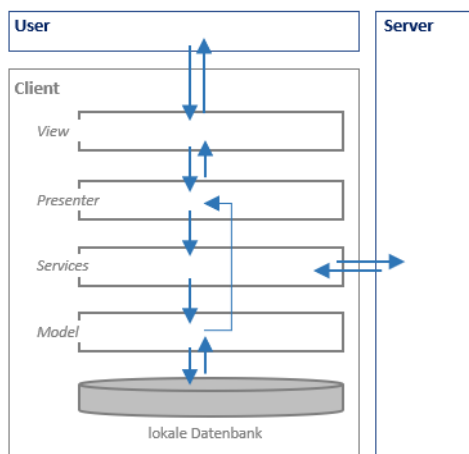 User
Server
Client
View
Presenter
Services
Model
lokale Datenbank